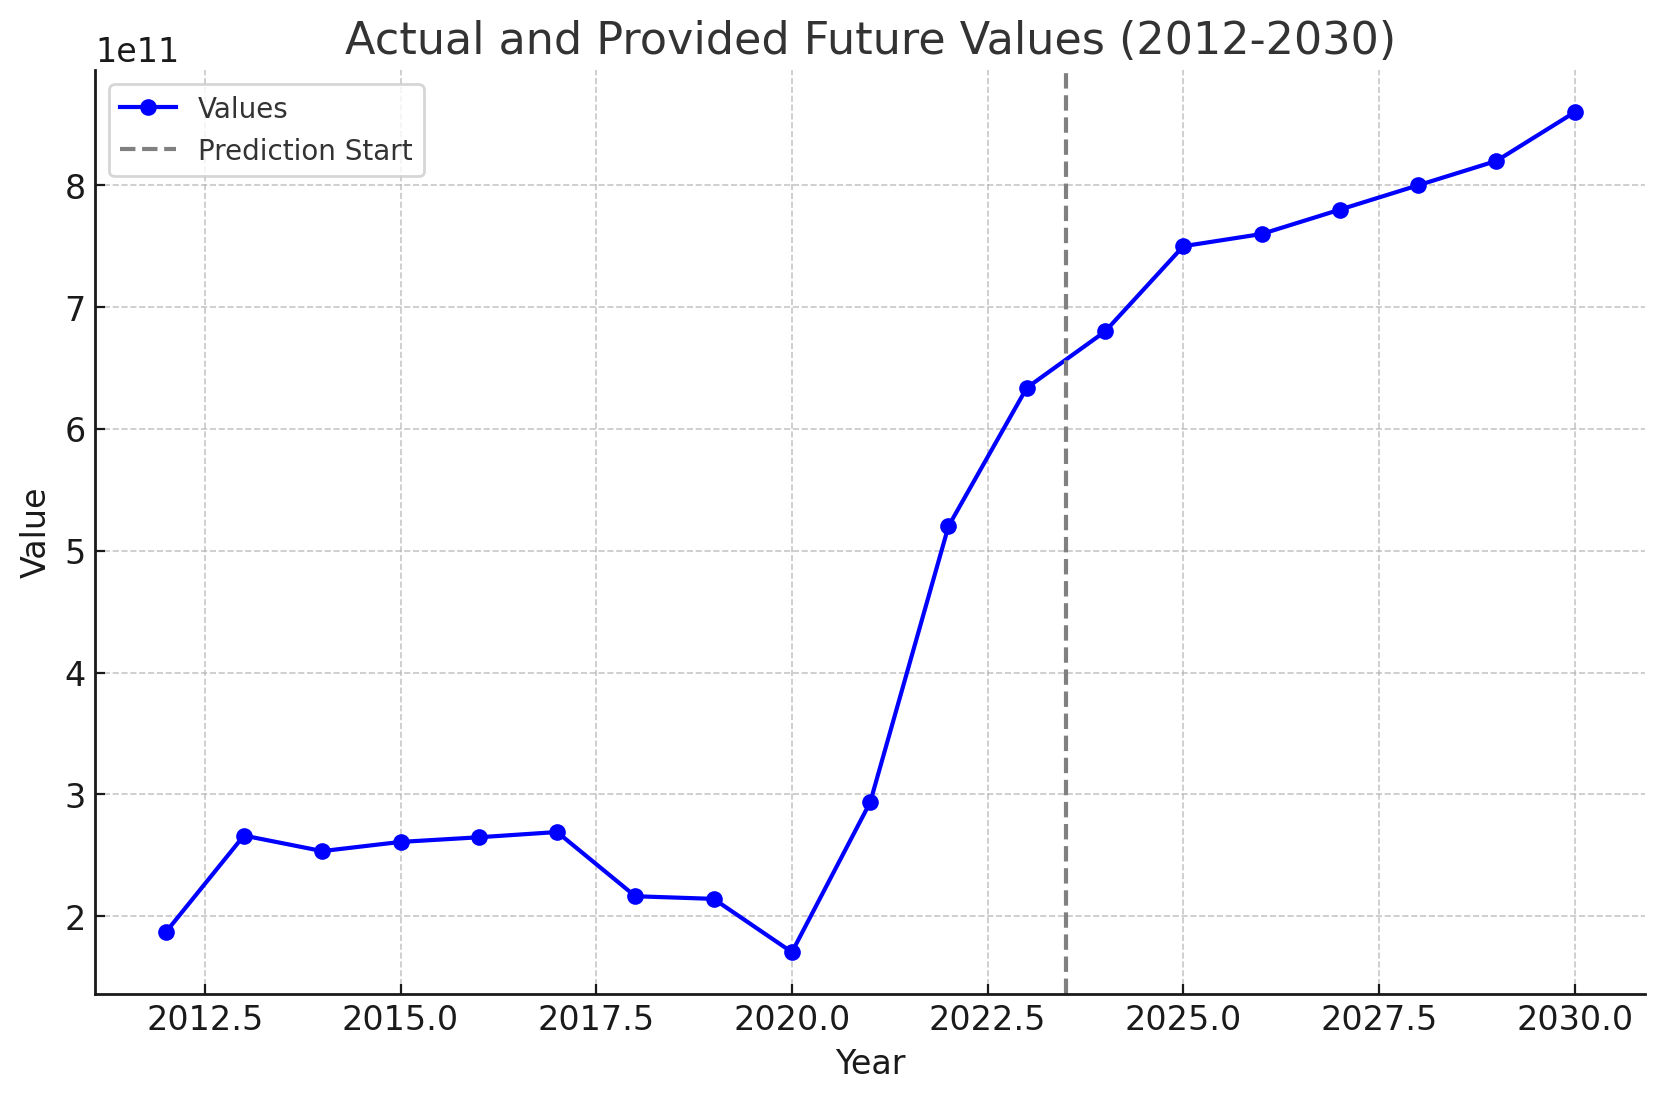 Actual and Provided Future Values (2012-2030)
1e11
Values
Prediction Start
8
7
6
5
4
3
2
Value
2012.5 2015.0 2017.5 2020.0 2022.5 2025.0 2027.5 2030.0
Year